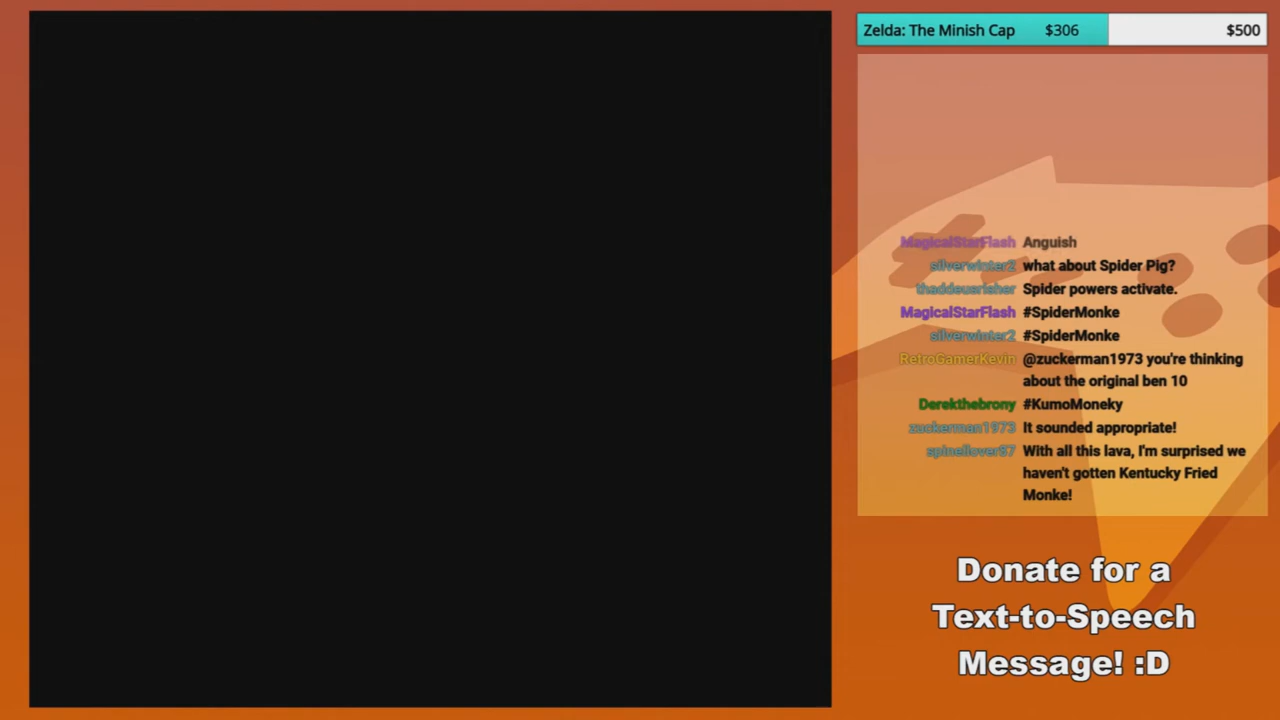 Zelda: The Minish Cap $306 $500
MagicalStarFlash Anguish
silverwinter2 what about Spider Pig?
thaddeusrieher Spider powers activate.
MagicalStarFlash #SpiderMonke
silverwinter2 #SpiderMonke
RetroGamerKevin @zuckerman1973 you're thinking
about the original ben 10
Derekthebrony #KumoMoneky
zuckerman1973 It sounded appropriate!
spinellover87 With all this lava, I'm surprised we
haven't gotten Kentucky Fried
Monke!
Donate for a
Text-to-Speech
Message! :D